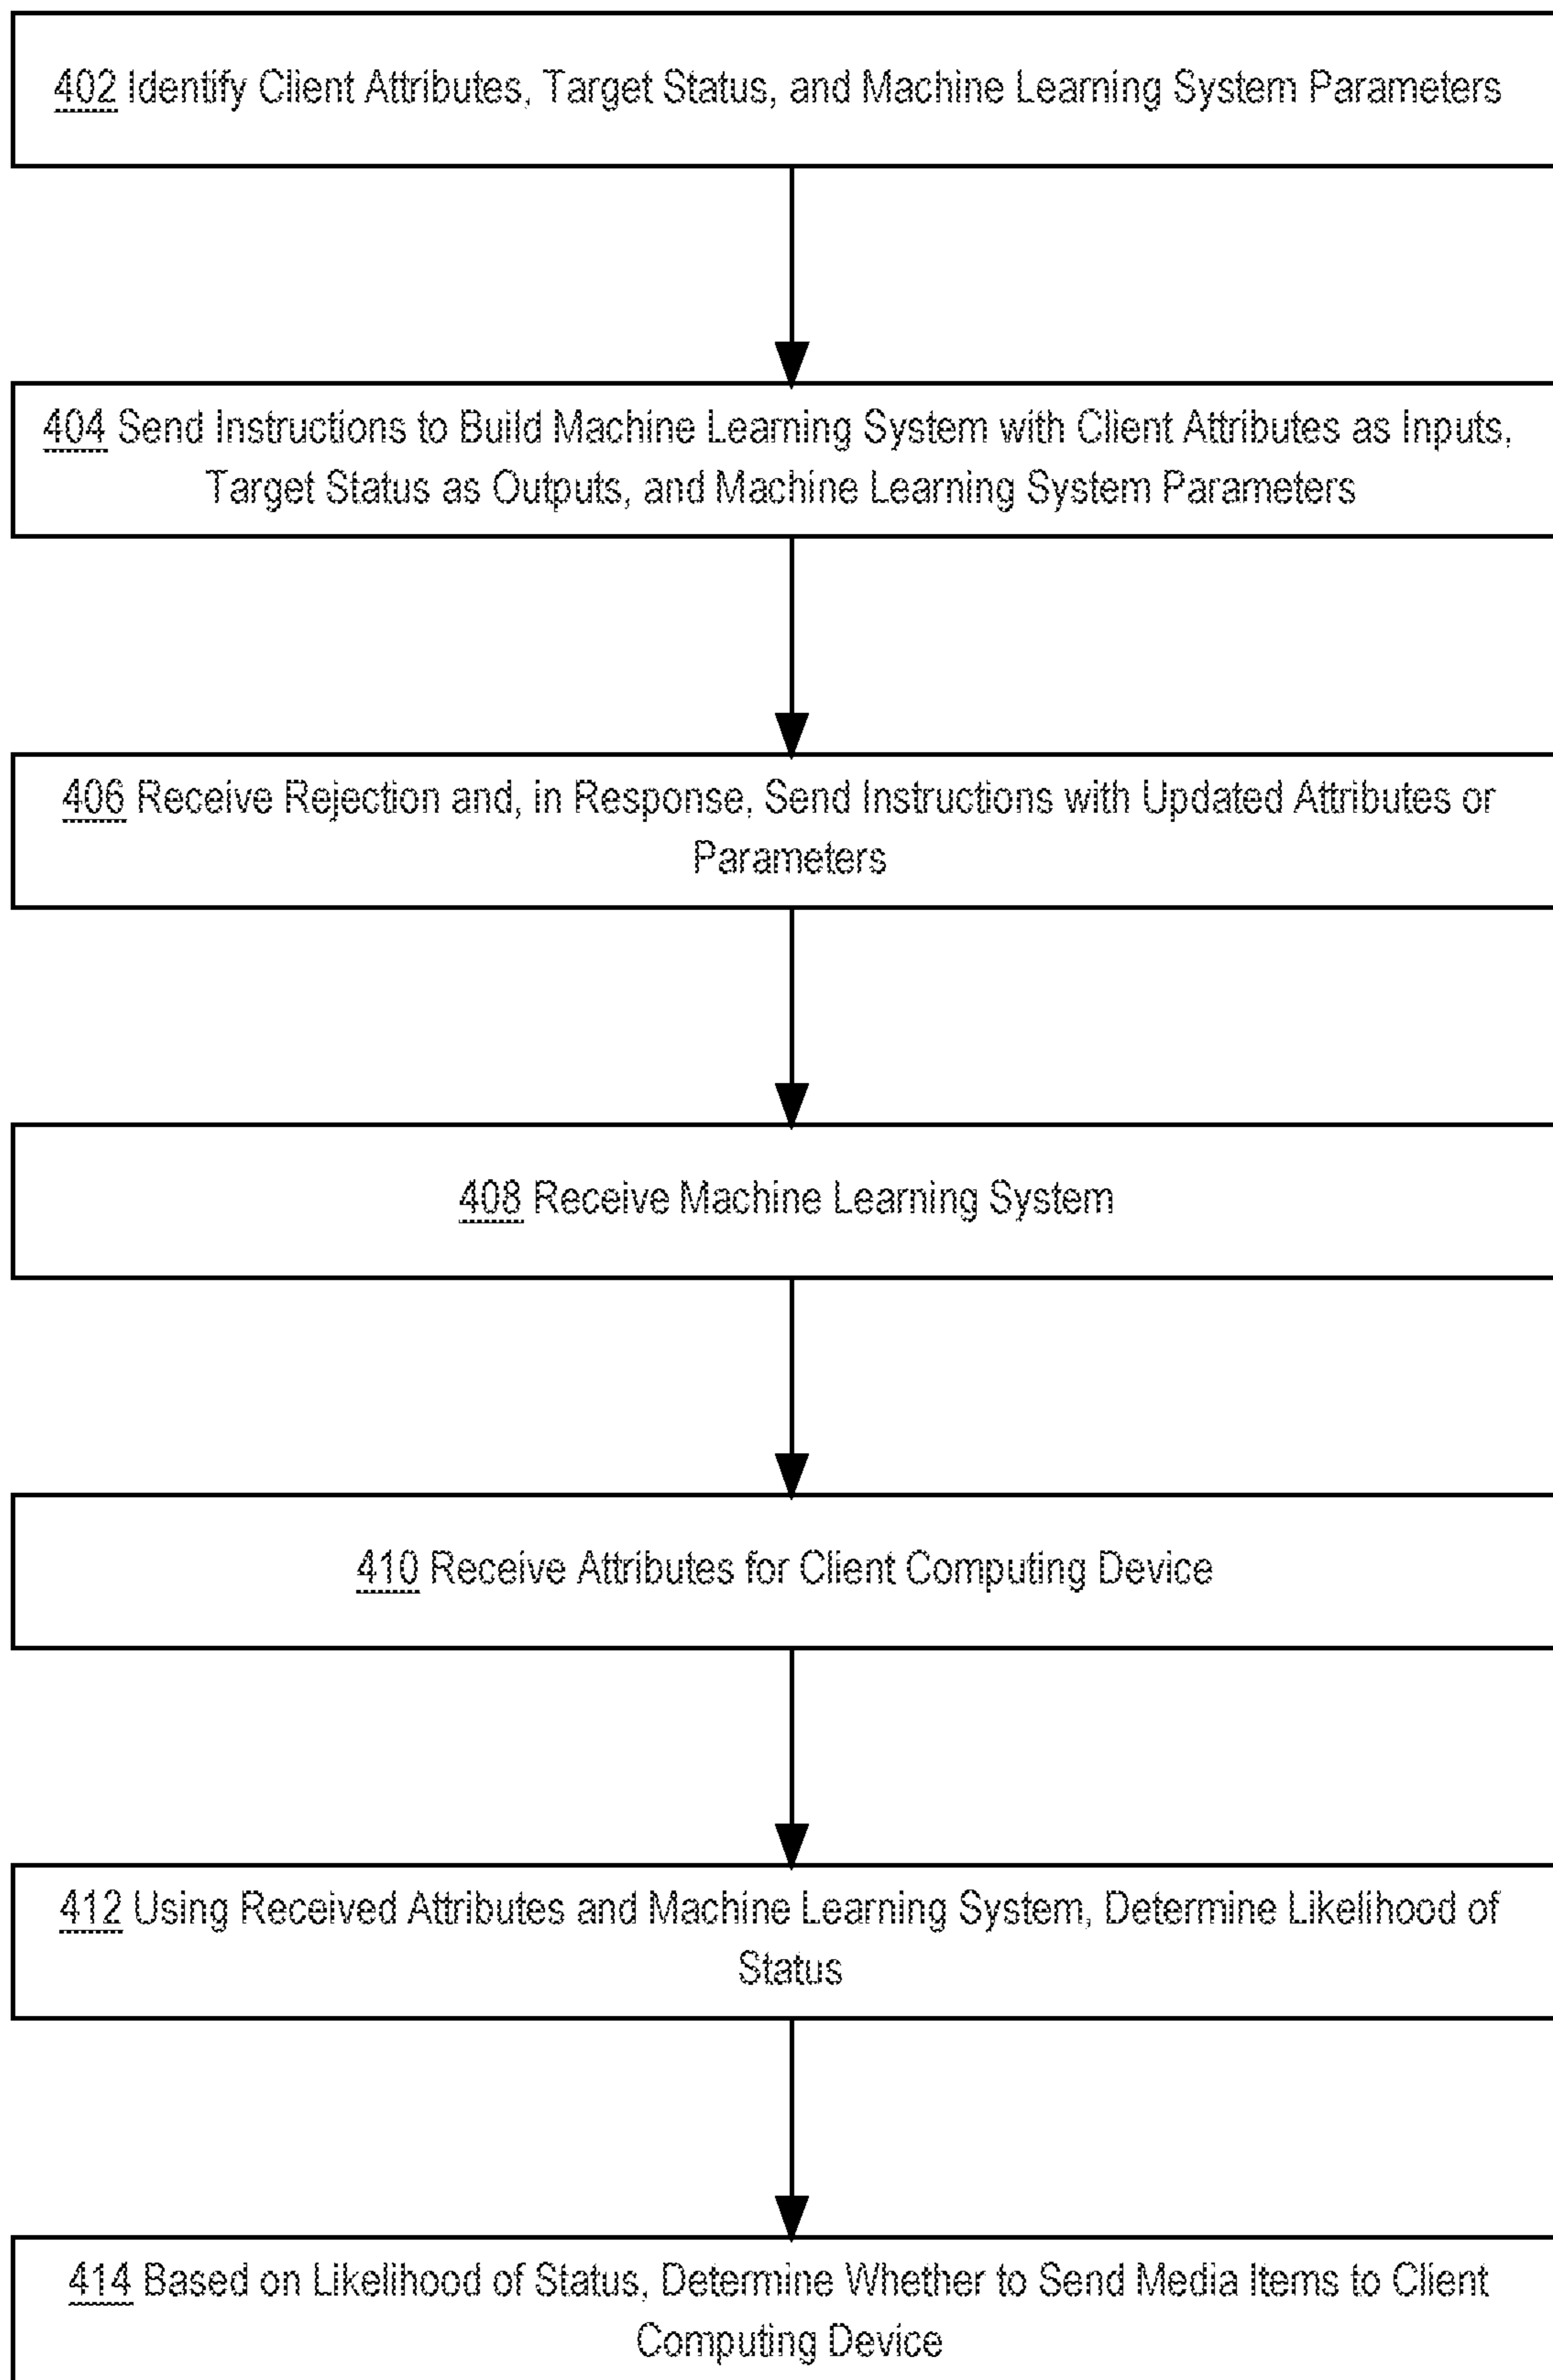 402 Identify Client Attributes, Target Status, and Machine Learning System Parameters
404 Send Instructions to Build Machine Learning System with Client Attributes as Inputs,
Target Status as Outputs, and Machine Learning System Parameters
406 Receive Rejection and, in Response, Send Instructions with Updated Attributes or
Parameters
408 Receive Machine Learning System
410 Receive Attributes for Client Computing Device
412 Using Received Attributes and Machine Learning System, Determine Likelihood of
Status
414 Based on Likelihood of Status, Determine Whether to Send Media Items to Client
Computing Device